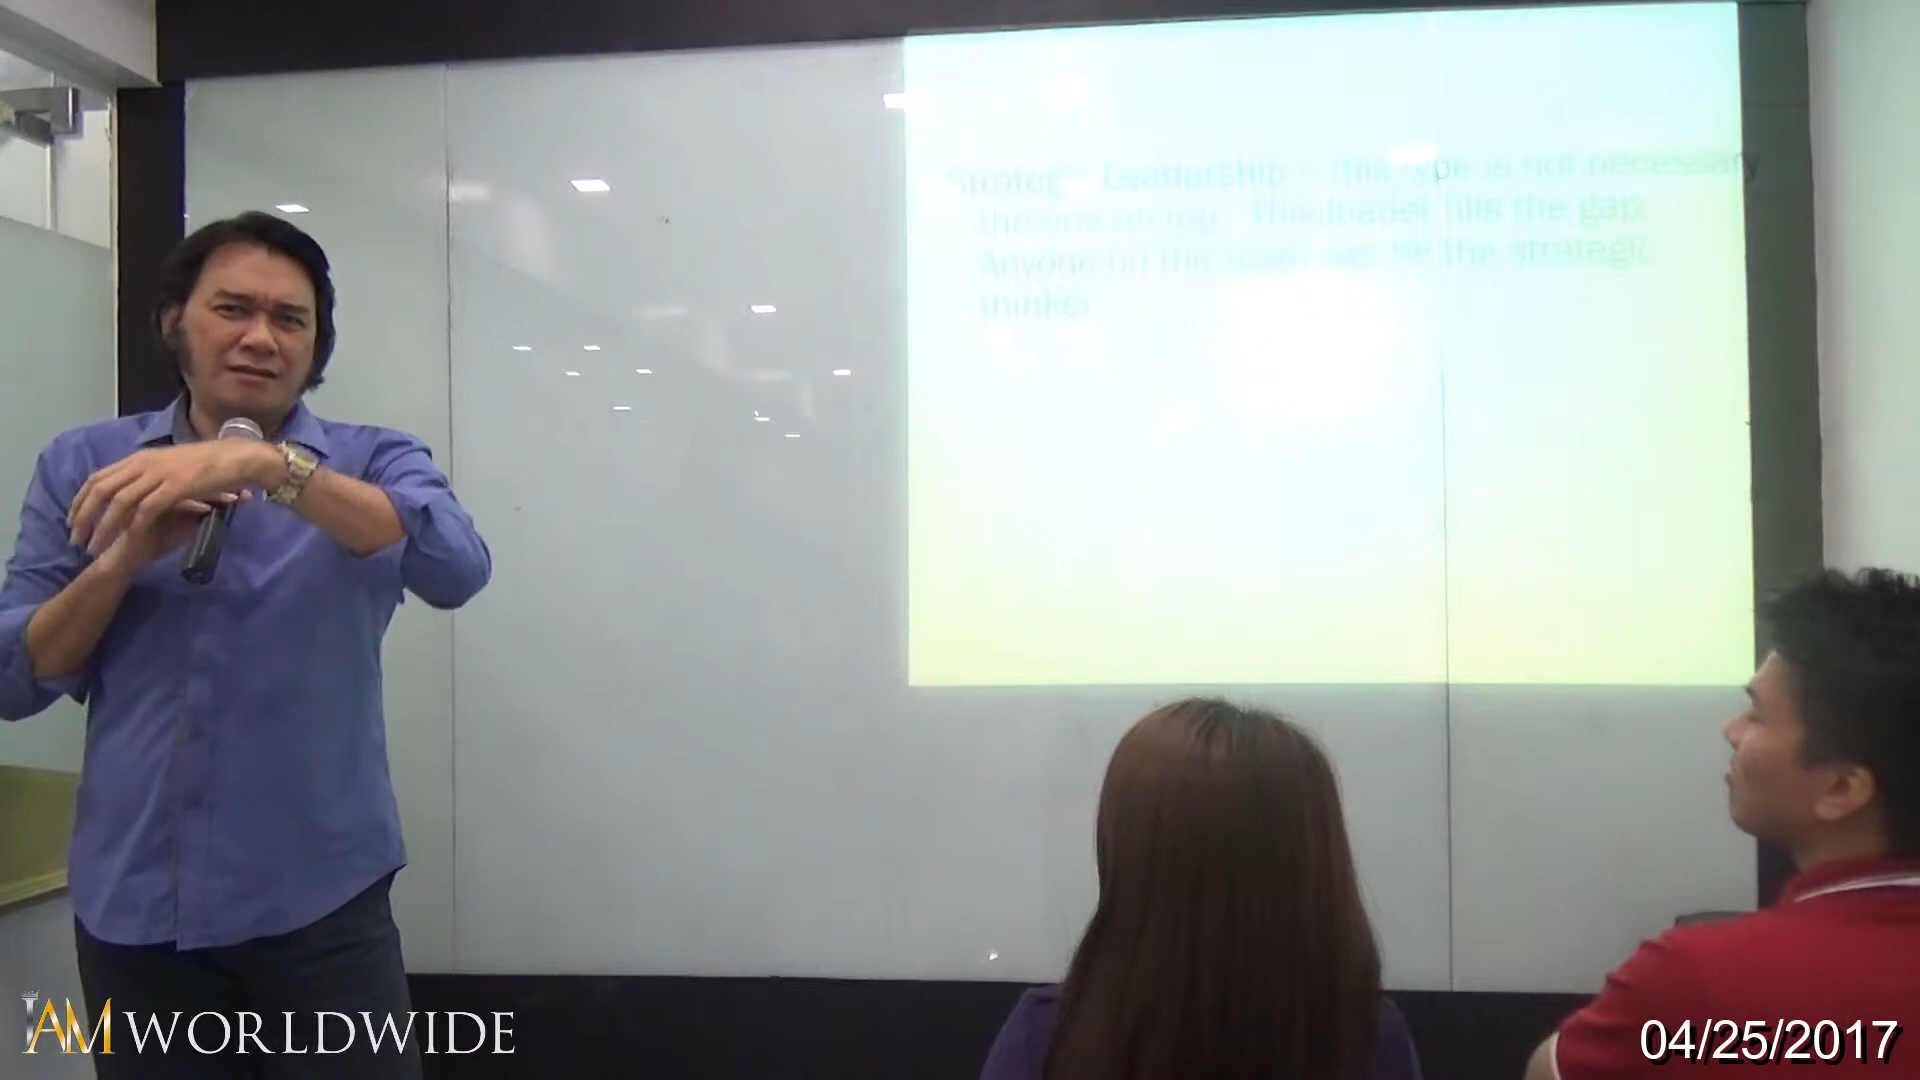 Strategic Leadership - this type is not necessary
the one on top. This leader fills the gap.
Anyone on the team can be the strategic
thinker
IAM WORLDWIDE
04/25/2017